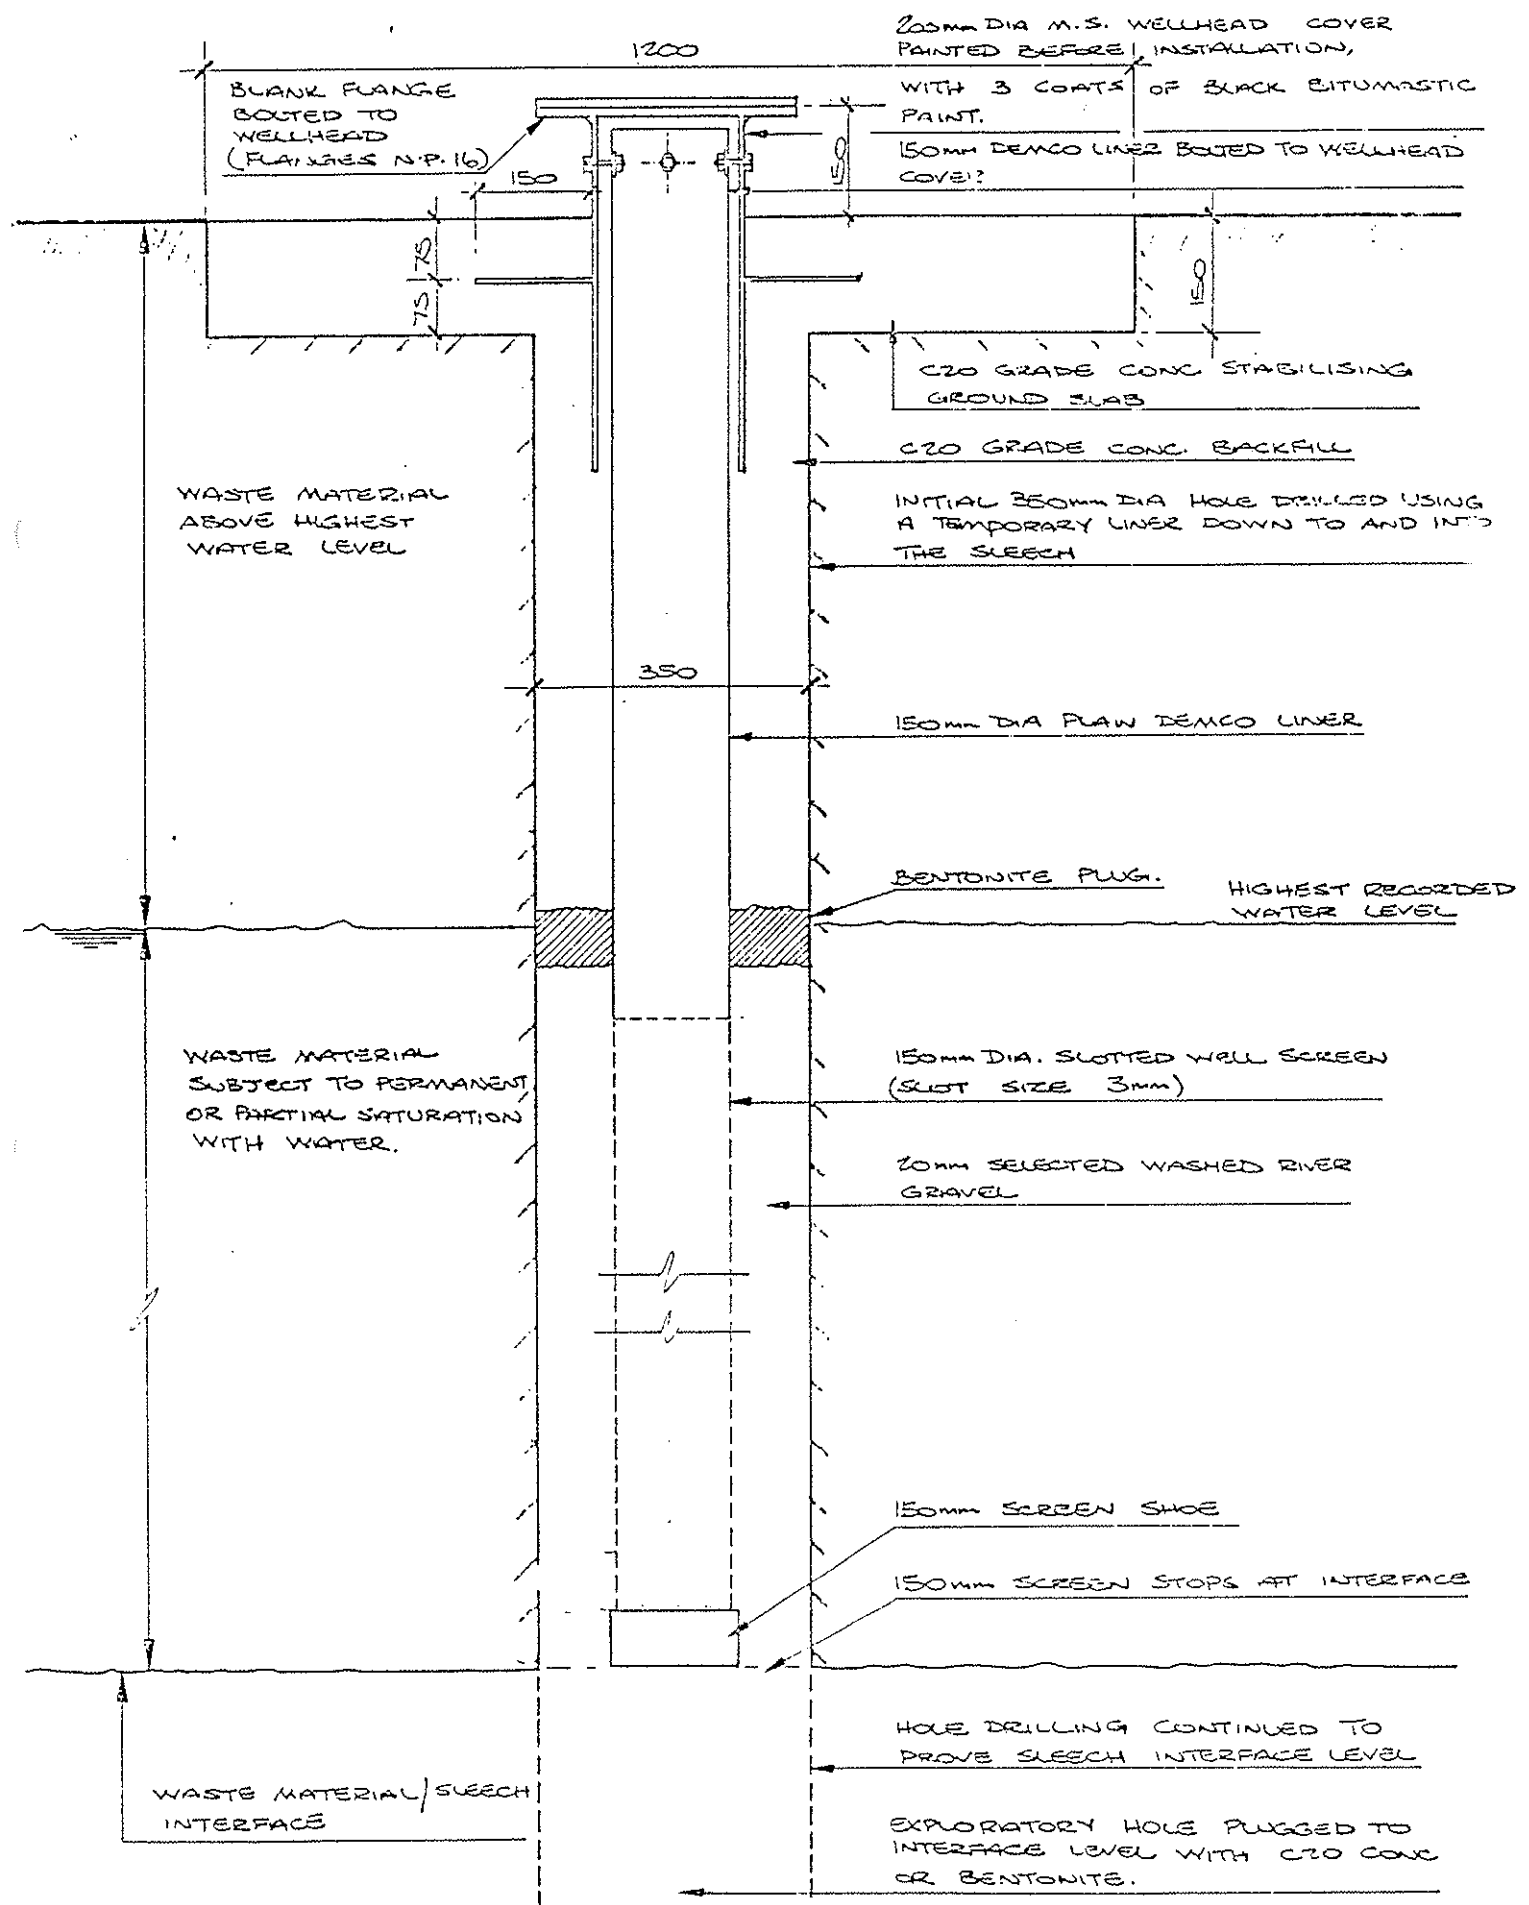 200mm DIA M.S. WELLHEAD COVER
PAINTED BEFORE INSTALLATION,
WITH 3 COATS OF BLACK BITUMASTIC
PAINT.
1200
BLANK FLANGE
BOLTED TO
WELLHEAD
(FLANGES N.P. 16)
150mm DEMCO LINER BOLTED TO WELLHEAD
COVER
150
150
75
75
150
C20 GRADE CONC STABILISING
GROUND SLAB
C20 GRADE CONC. BACKFILL
WASTE MATERIAL
ABOVE HIGHEST
WATER LEVEL
INITIAL 350mm DIA HOLE DRILLED USING
A TEMPORARY LINER DOWN TO AND INTO
THE SLEECH
350
150mm DIA PLAIN DEMCO LINER
BENTONITE PLUG.
HIGHEST RECORDED
WATER LEVEL
WASTE MATERIAL
SUBJECT TO PERMANENT
OR PARTIAL SATURATION
WITH WATER.
150mm DIA. SLOTTED WELL SCREEN
(SLOT SIZE 3mm)
20mm SELECTED WASHED RIVER
GRAVEL
150mm SCREEN SHOE
150mm SCREEN STOPS AT INTERFACE
HOLE DRILLING CONTINUED TO
PROVE SLEECH INTERFACE LEVEL
WASTE MATERIAL/SLEECH
INTERFACE
EXPLORATORY HOLE PLUGGED TO
INTERFACE LEVEL WITH C20 CONC
OR BENTONITE.